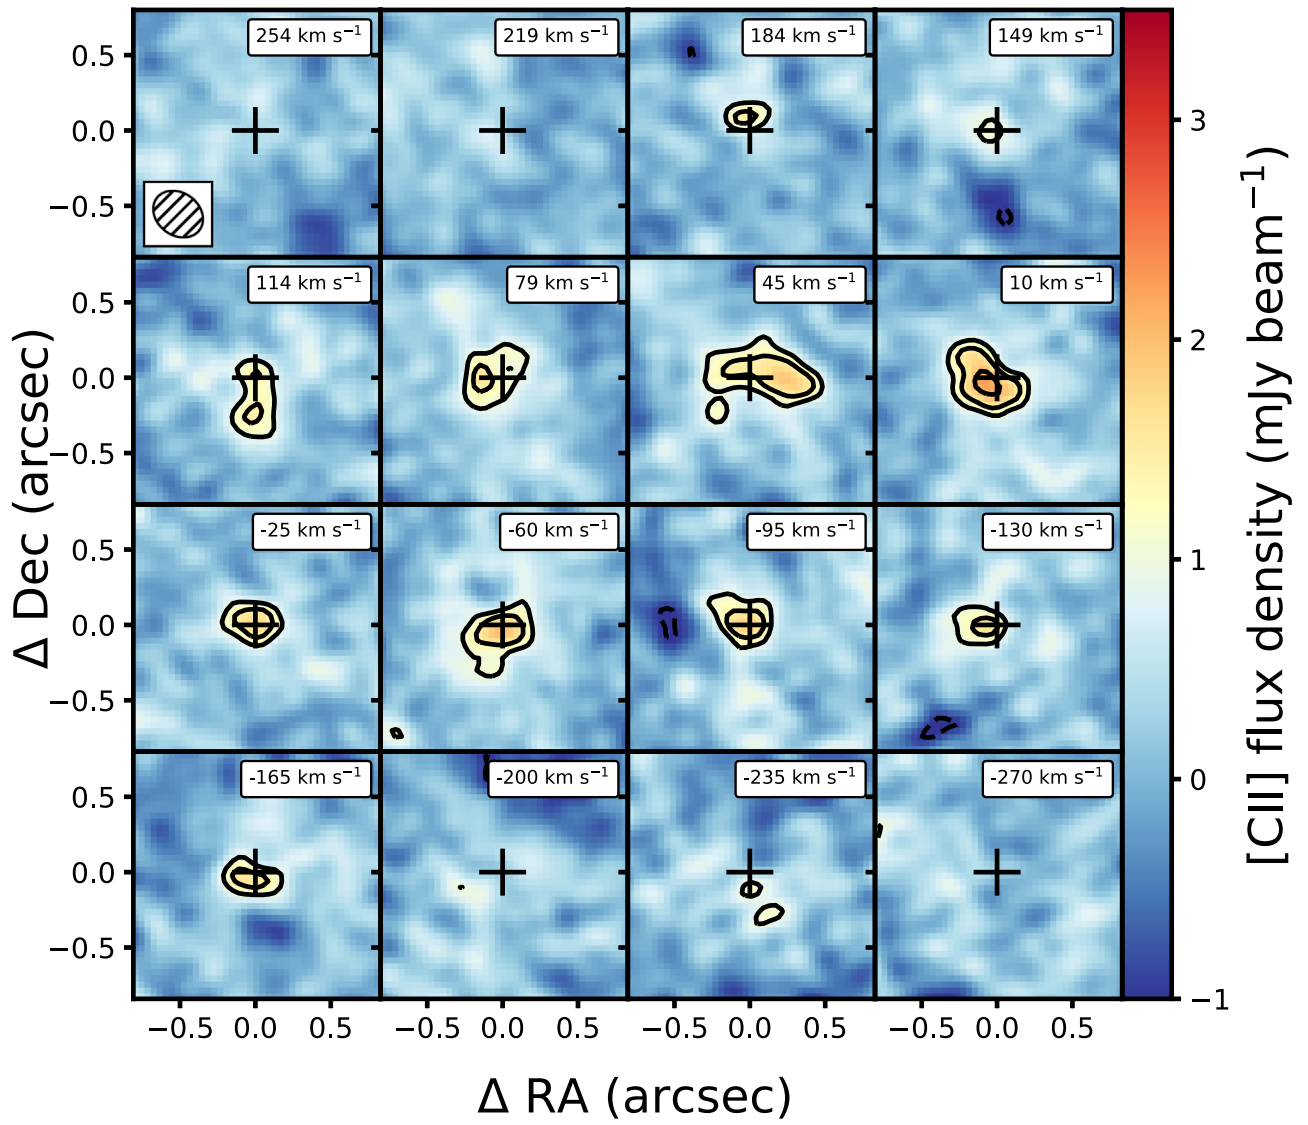 254 km s⁻¹ 219 km s⁻¹ 184 km s⁻¹ 149 km s⁻¹
0.5
0.0
−0.5
114 km s⁻¹ 79 km s⁻¹ 45 km s⁻¹ 10 km s⁻¹
0.5
0.0
−0.5
-25 km s⁻¹ -60 km s⁻¹ -95 km s⁻¹ -130 km s⁻¹
0.5
0.0
−0.5
-165 km s⁻¹ -200 km s⁻¹ -235 km s⁻¹ -270 km s⁻¹
0.5
0.0
−0.5
−0.5 0.0 0.5 −0.5 0.0 0.5 −0.5 0.0 0.5 −0.5 0.0 0.5
Δ RA (arcsec)
Δ Dec (arcsec)
3
2
1
0
−1
[CII] flux density (mJy beam⁻¹)